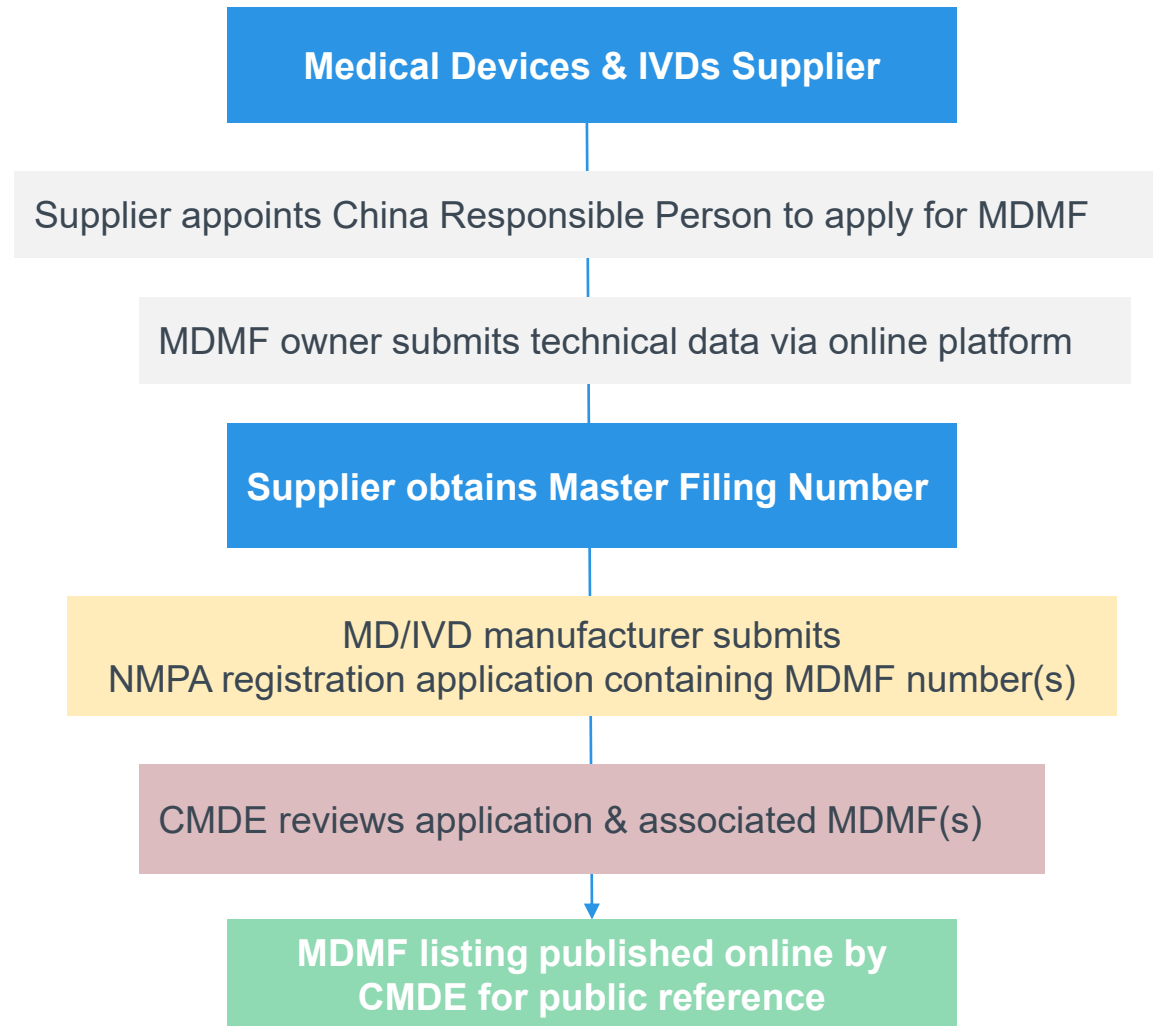 Medical Devices & IVDs Supplier
Supplier appoints China Responsible Person to apply for MDMF
MDMF owner submits technical data via online platform
Supplier obtains Master Filing Number
MD/IVD manufacturer submits
NMPA registration application containing MDMF number(s)
CMDE reviews application & associated MDMF(s)
MDMF listing published online by
CMDE for public reference